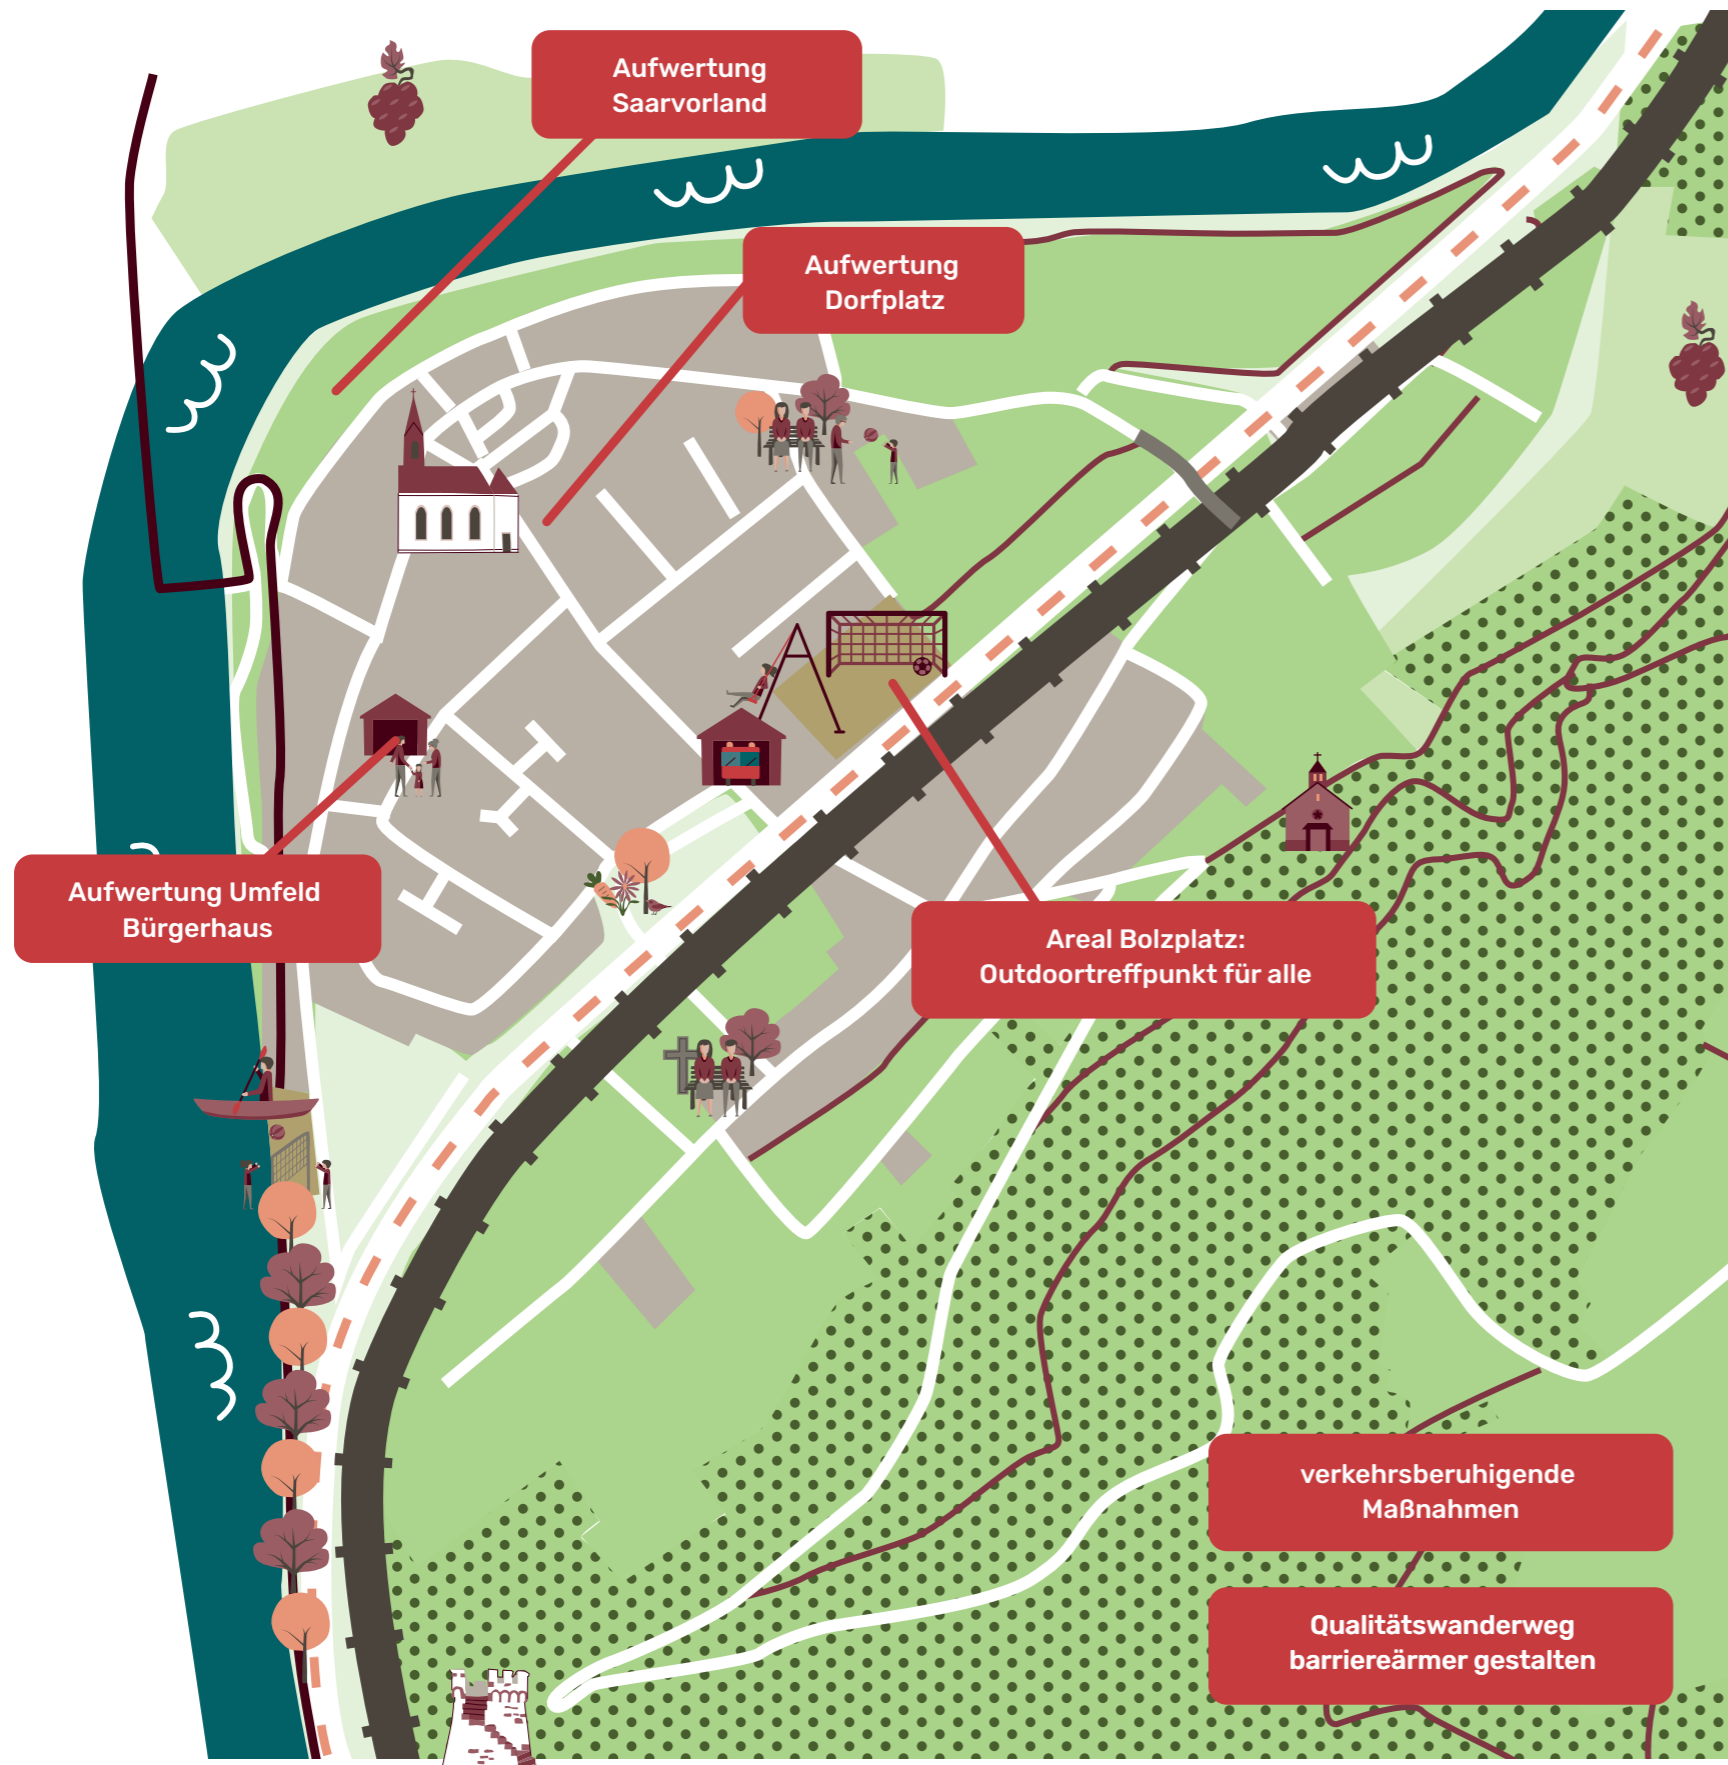 Aufwertung
Saarvorland
Aufwertung
Dorfplatz
Aufwertung Umfeld
Bürgerhaus
Areal Bolzplatz:
Outdoortreffpunkt für alle
verkehrsberuhigende
Maßnahmen
Qualitätswanderweg
barriereärmer gestalten